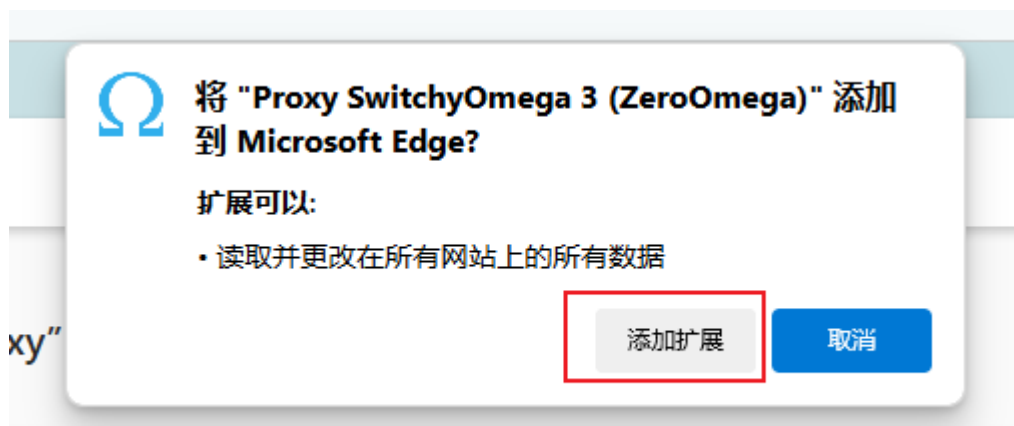 将 "Proxy SwitchyOmega 3 (ZeroOmega)" 添加
到 Microsoft Edge?
扩展可以:
• 读取并更改在所有网站上的所有数据
xy”
添加扩展
取消